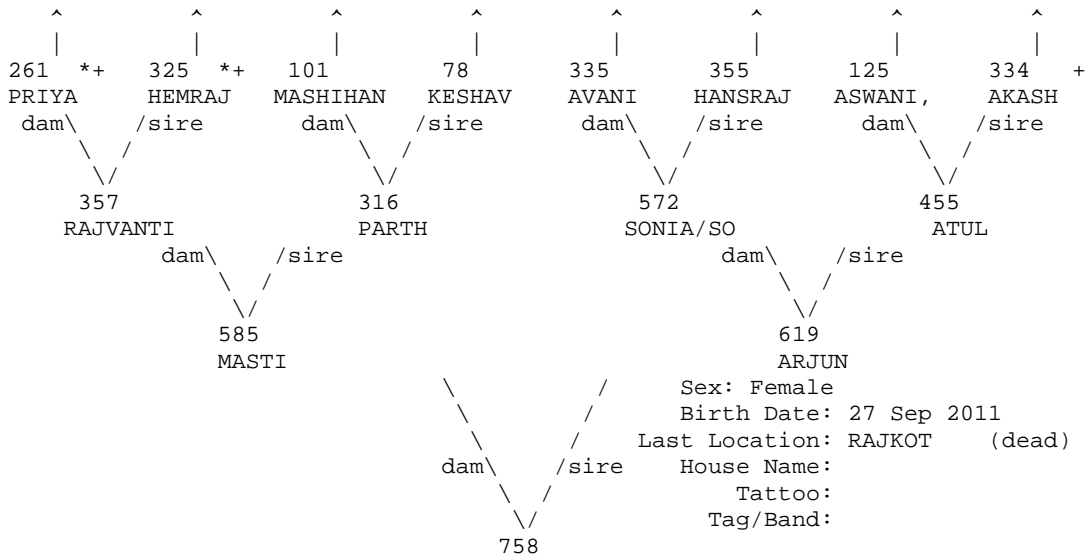 ^ ^ ^ ^ ^ ^ ^ ^
| | | | | | | |
261 *+ 325 *+ 101 78 335 355 125 334 +
PRIYA HEMRAJ MASHIHAN KESHAV AVANI HANSRAJ ASWANI, AKASH
dam\ /sire dam\ /sire dam\ /sire dam\ /sire
\ / \ / \ / \ /
\/ \/ \/ \/
357 316 572 455
RAJVANTI PARTH SONIA/SO ATUL
dam\ /sire dam\ /sire
\ / \ /
\/ \/
585 619
MASTI ARJUN
\ / Sex: Female
\ / Birth Date: 27 Sep 2011
\ / Last Location: RAJKOT (dead)
dam\ /sire House Name:
\ / Tattoo:
\/ Tag/Band:
758